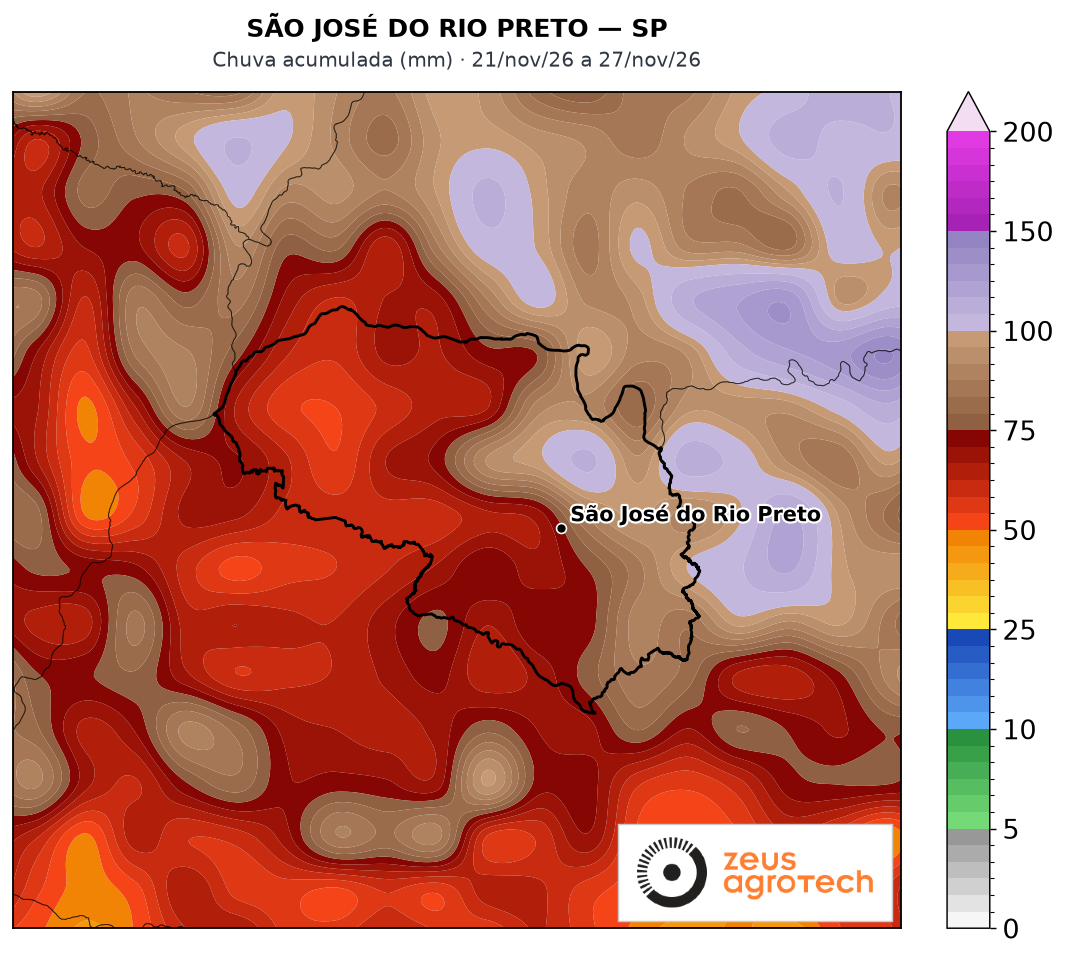 SÃO JOSÉ DO RIO PRETO — SP
Chuva acumulada (mm) · 21/nov/26 a 27/nov/26
200
150
100
75
50
25
10
5
0
São José do Rio Preto
zeus
agrotech